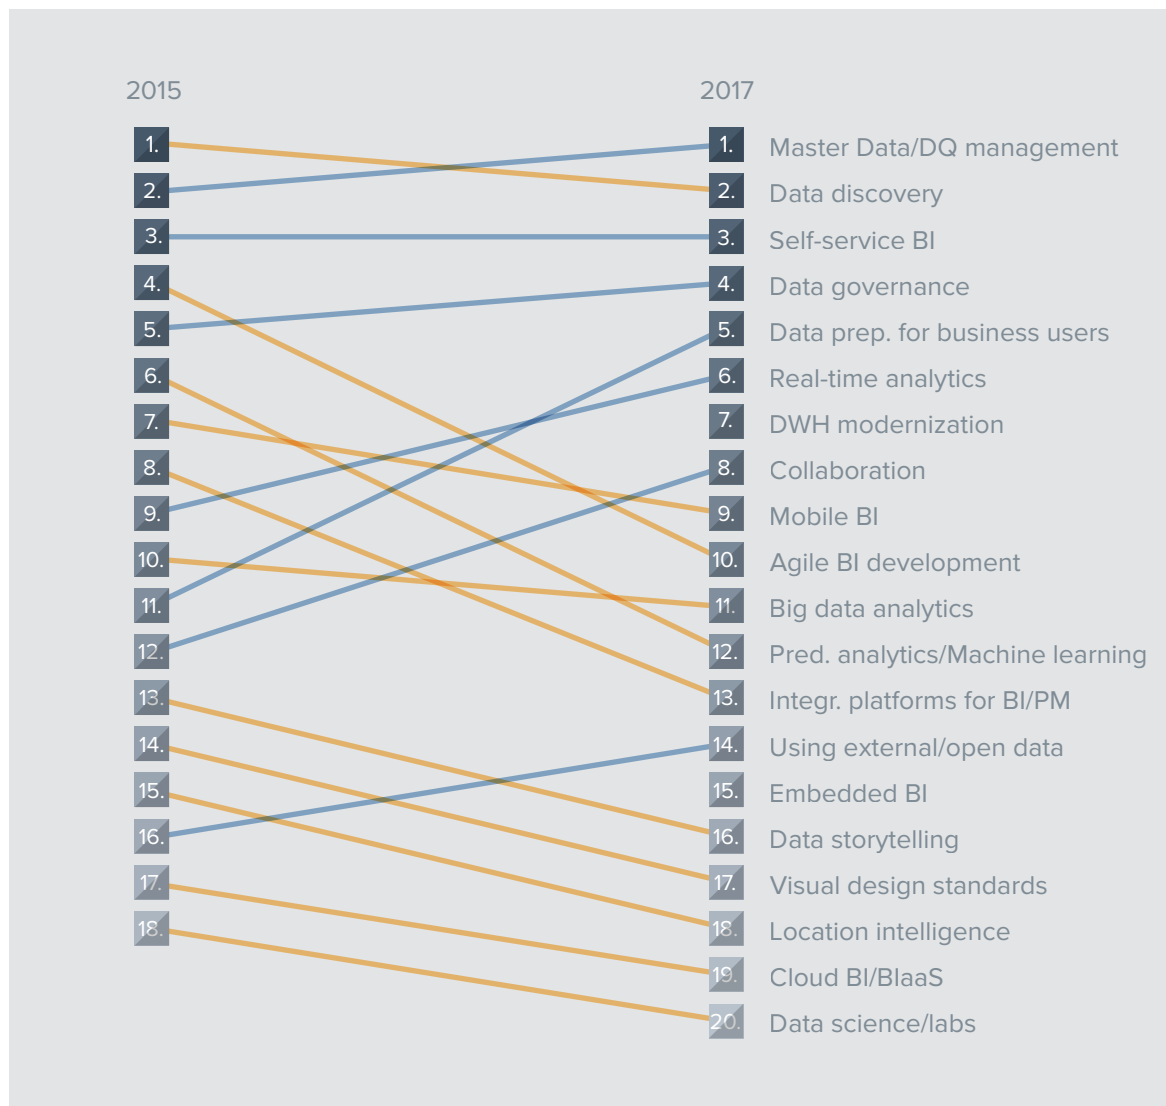 2015 2017
1. 1. Master Data/DQ management
2. 2. Data discovery
3. 3. Self-service BI
4. 4. Data governance
5. 5. Data prep. for business users
6. 6. Real-time analytics
7. 7. DWH modernization
8. 8. Collaboration
9. 9. Mobile BI
10. 10. Agile BI development
11. 11. Big data analytics
12. 12. Pred. analytics/Machine learning
13. 13. Integr. platforms for BI/PM
14. 14. Using external/open data
15. 15. Embedded BI
16. 16. Data storytelling
17. 17. Visual design standards
18. 18. Location intelligence
19. Cloud BI/BIaaS
20. Data science/labs